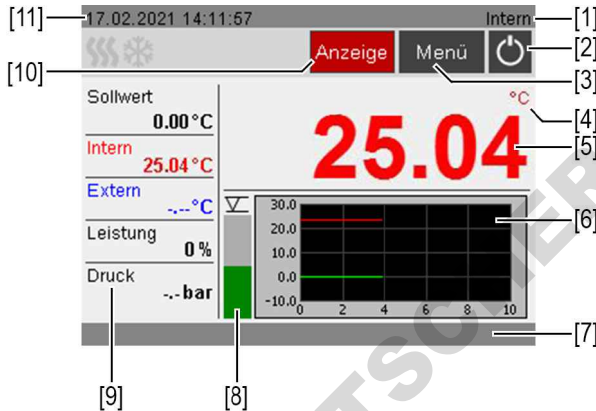 [11] 17.02.2021 14:11:57 Intern [1]
[10] Anzeige Menü [2]
[3]
Sollwert
0.00°C
°C [4]
Intern
25.04°C
25.04 [5]
Extern
-.--°C
Leistung
0 %
Druck
-.- bar
30.0
20.0
10.0
0.0
-10.0
0 2 4 6 8 10
[6]
[7]
[9] [8]